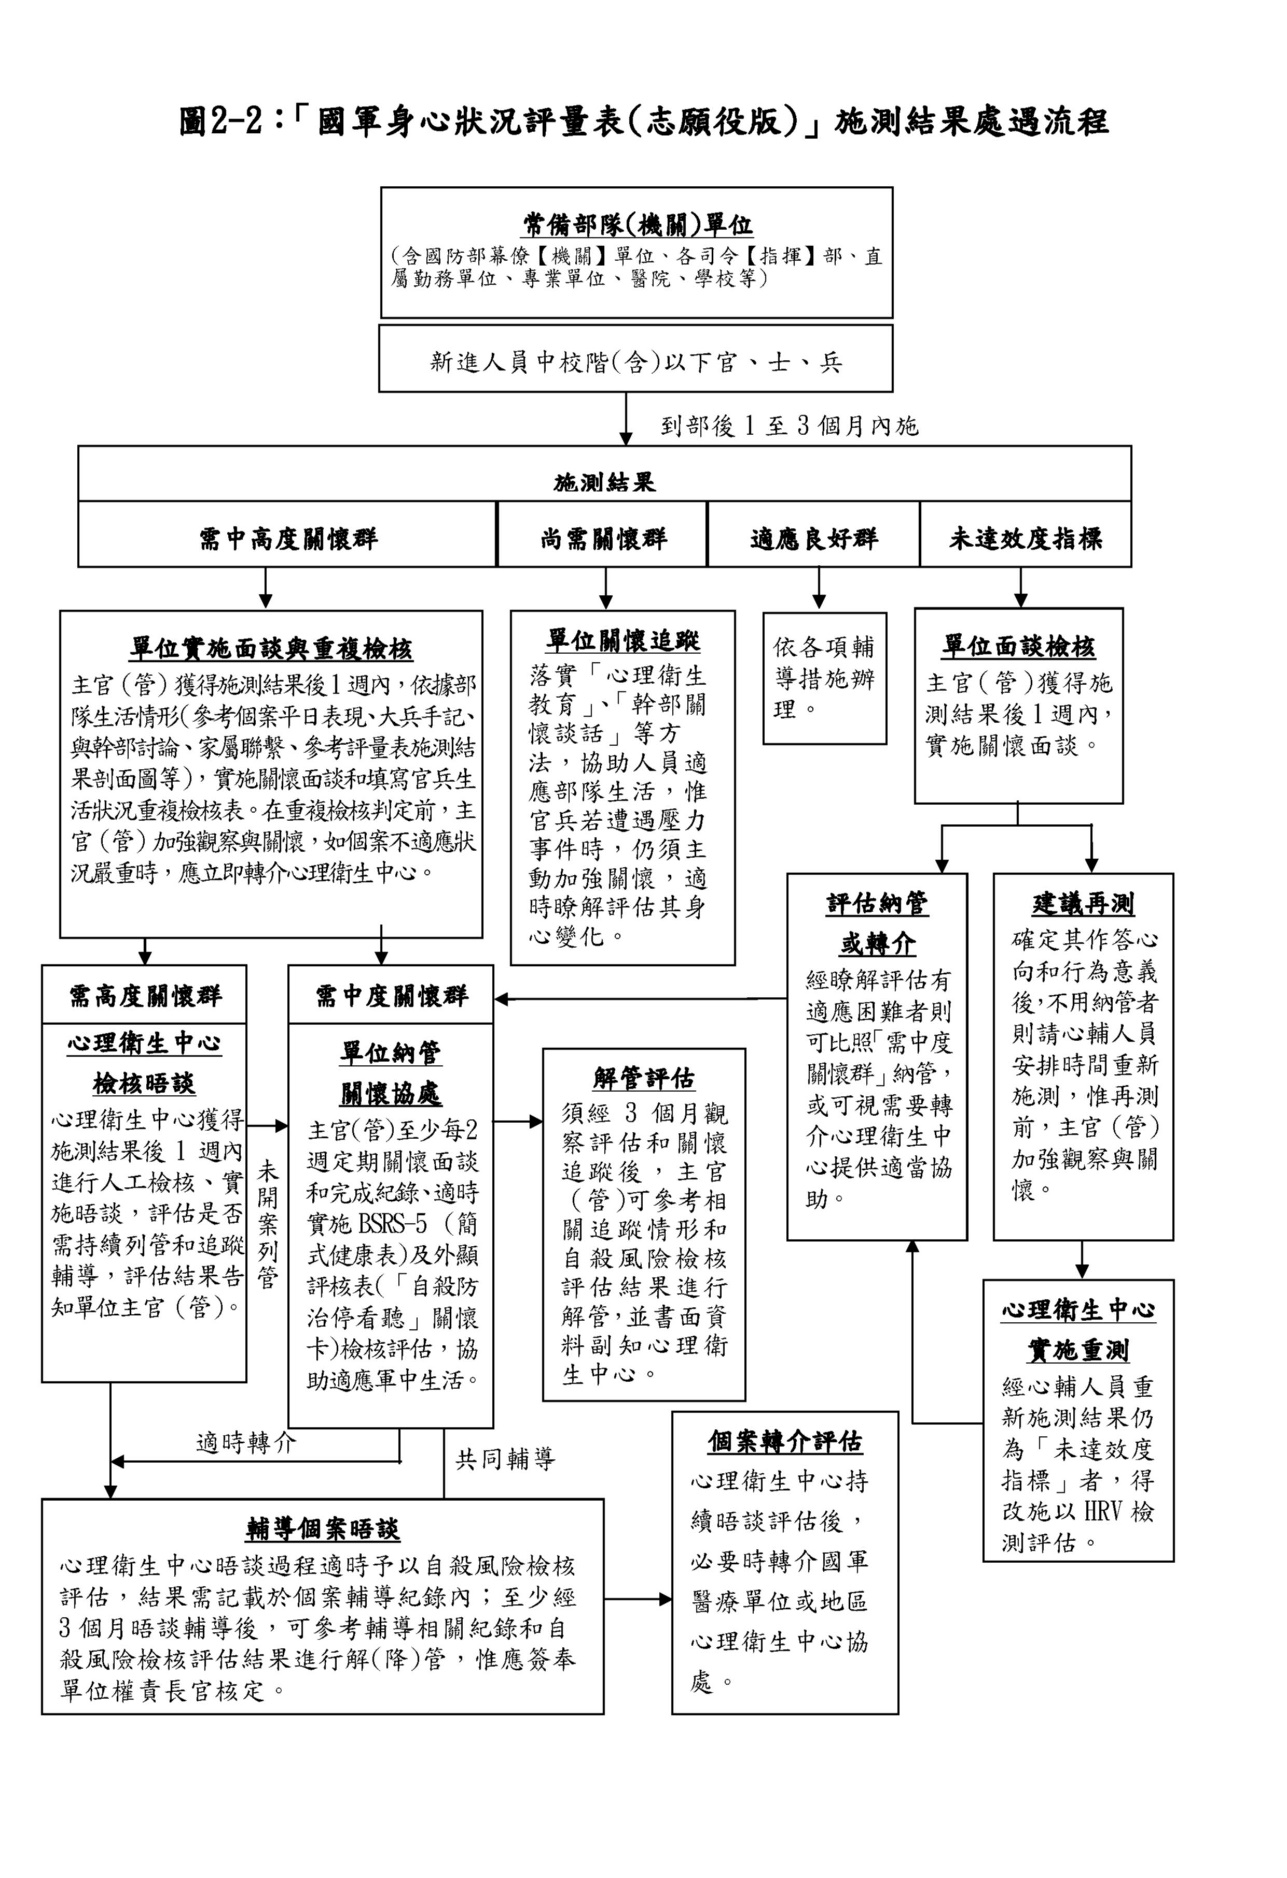 圖2-2：「國軍身心狀況評量表(志願役版)」施測結果處遇流程
常備部隊(機關)單位
(含國防部幕僚【機關】單位、各司令【指揮】部、直
屬勤務單位、專業單位、醫院、學校等)
新進人員中校階(含)以下官、士、兵
到部後 1 至 3 個月內施
施測結果
需中高度關懷群
尚需關懷群
適應良好群
未達效度指標
單位實施面談與重複檢核
主官（管）獲得施測結果後1週內，依據部
隊生活情形(參考個案平日表現、大兵手記、
與幹部討論、家屬聯繫、參考評量表施測結
果剖面圖等)，實施關懷面談和填寫官兵生
活狀況重複檢核表。在重複檢核判定前，主
官（管）加強觀察與關懷，如個案不適應狀
況嚴重時，應立即轉介心理衛生中心。
單位關懷追蹤
落實「心理衛生
教育」、「幹部關
懷談話」等方
法，協助人員適
應部隊生活，惟
官兵若遭遇壓力
事件時，仍須主
動加強關懷，適
時瞭解評估其身
心變化。
依各項輔
導措施辦
理。
單位面談檢核
主官（管）獲得施
測結果後1週內，
實施關懷面談。
評估納管
或轉介
經瞭解評估有
適應困難者則
可比照「需中度
關懷群」納管，
或可視需要轉
介心理衛生中
心提供適當協
助。
建議再測
確定其作答心
向和行為意義
後，不用納管者
則請心輔人員
安排時間重新
施測，惟再測
前，主官（管）
加強觀察與關
懷。
需高度關懷群
心理衛生中心
檢核晤談
心理衛生中心獲得
施測結果後 1 週內
進行人工檢核、實
施晤談，評估是否
需持續列管和追蹤
輔導，評估結果告
知單位主官（管）。
未開案列管
需中度關懷群
單位納管
關懷協處
主官(管)至少每2
週定期關懷面談
和完成紀錄、適時
實施 BSRS-5 （簡
式健康表)及外顯
評核表(「自殺防
治停看聽」關懷
卡)檢核評估，協
助適應軍中生活。
解管評估
須經 3 個月觀
察評估和關懷
追蹤後，主官
（管)可參考相
關追蹤情形和
自殺風險檢核
評估結果進行
解管，並書面資
料副知心理衛
生中心。
心理衛生中心
實施重測
經心輔人員重
新施測結果仍
為「未達效度
指標」者，得
改施以 HRV 檢
測評估。
適時轉介
共同輔導
輔導個案晤談
心理衛生中心晤談過程適時予以自殺風險檢核
評估，結果需記載於個案輔導紀錄內；至少經
3 個月晤談輔導後，可參考輔導相關紀錄和自
殺風險檢核評估結果進行解(降)管，惟應簽奉
單位權責長官核定。
個案轉介評估
心理衛生中心持
續晤談評估後，
必要時轉介國軍
醫療單位或地區
心理衛生中心協
處。